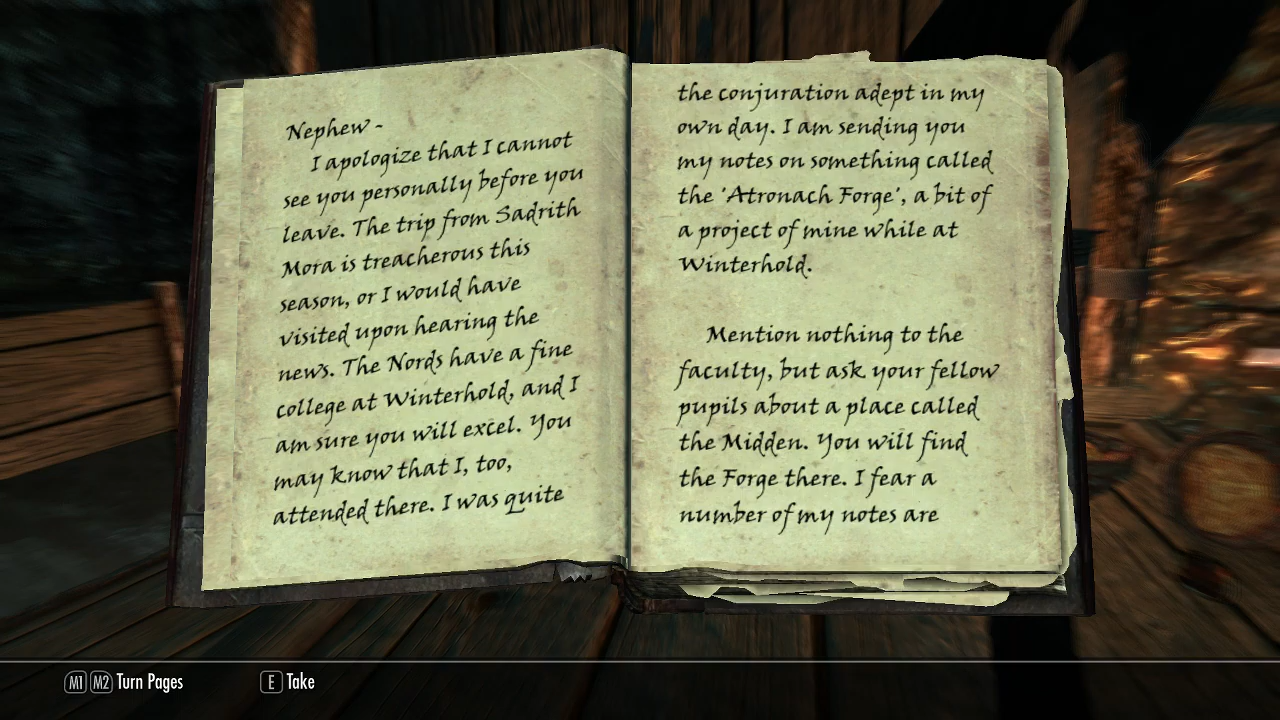 Nephew -
I apologize that I cannot
see you personally before you
leave. The trip from Sadrith
Mora is treacherous this
season, or I would have
visited upon hearing the
news. The Nords have a fine
college at Winterhold, and I
am sure you will excel. You
may know that I, too,
attended there. I was quite
the conjuration adept in my
own day. I am sending you
my notes on something called
the 'Atronach Forge', a bit of
a project of mine while at
Winterhold.
Mention nothing to the
faculty, but ask your fellow
pupils about a place called
the Midden. You will find
the Forge there. I fear a
number of my notes are
M1 M2 Turn Pages E Take